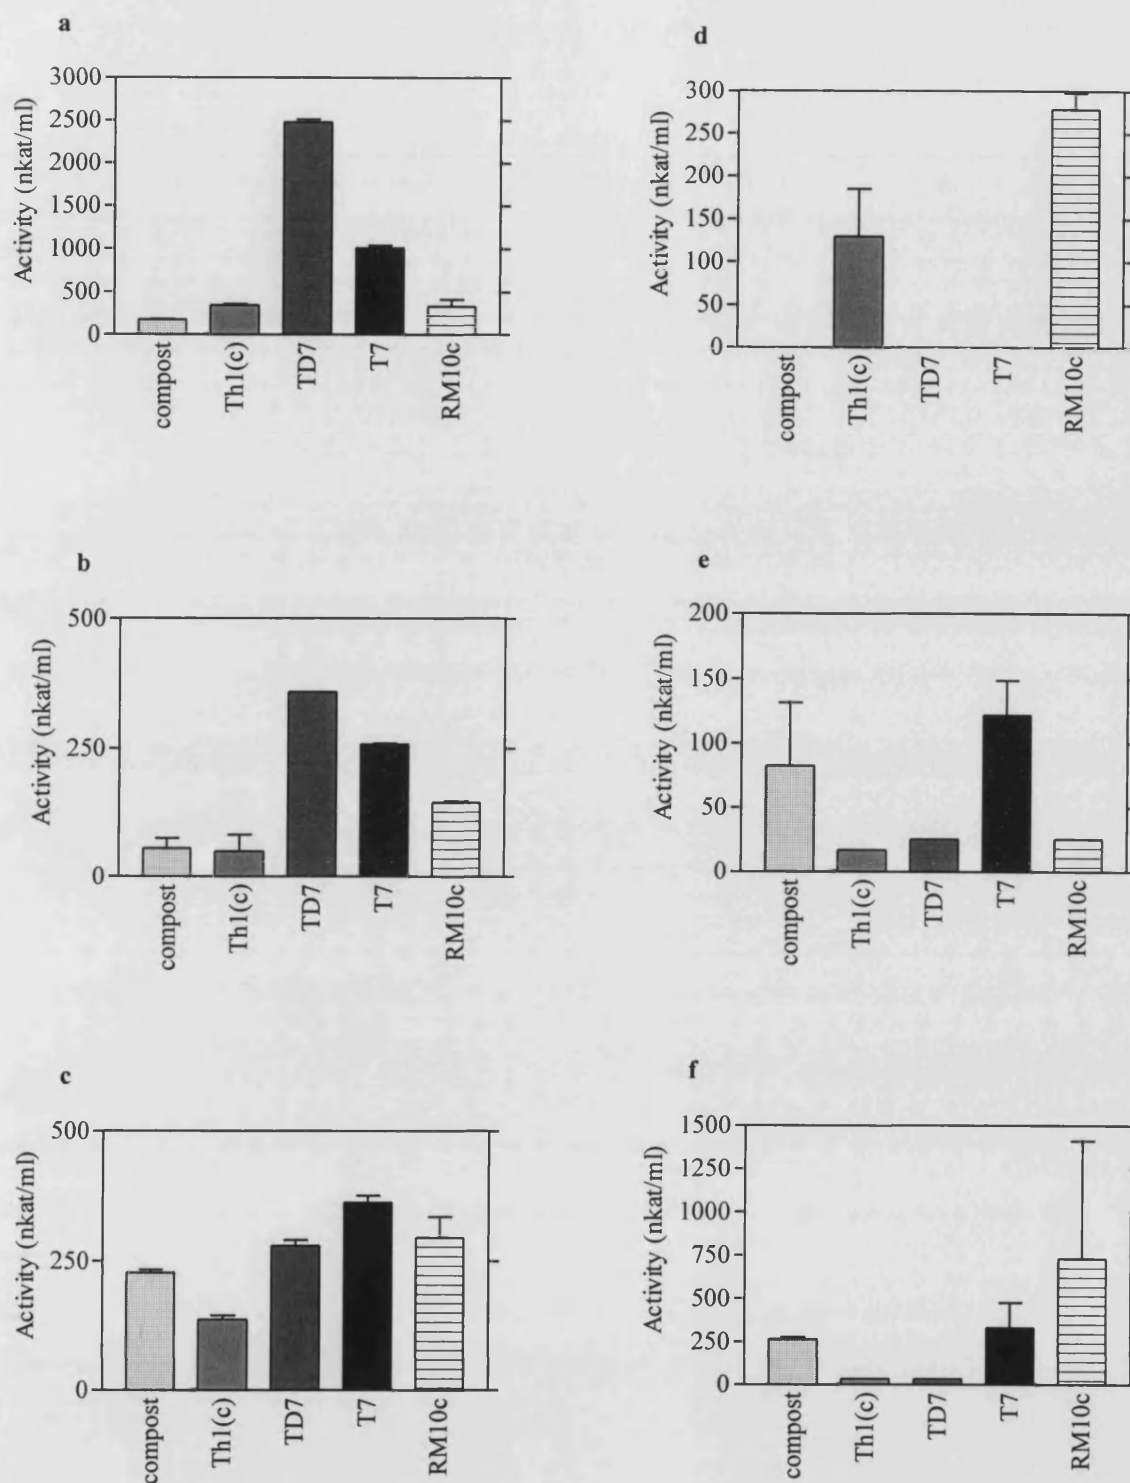 a
Activity (nkat/ml)
3000
2500
2000
1500
1000
500
0
compost
Th1(c)
TD7
T7
RM10c
d
Activity (nkat/ml)
300
250
200
150
100
50
0
compost
Th1(c)
TD7
T7
RM10c
b
Activity (nkat/ml)
500
250
0
compost
Th1(c)
TD7
T7
RM10c
e
Activity (nkat/ml)
200
150
100
50
0
compost
Th1(c)
TD7
T7
RM10c
c
Activity (nkat/ml)
500
250
0
compost
Th1(c)
TD7
T7
RM10c
f
Activity (nkat/ml)
1500
1250
1000
750
500
250
0
compost
Th1(c)
TD7
T7
RM10c